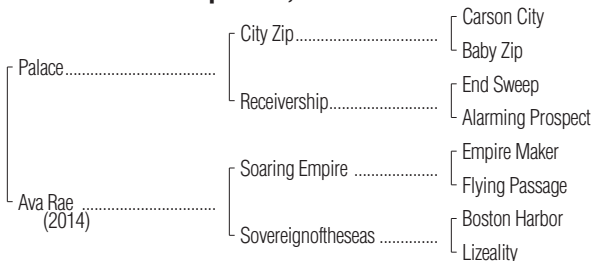 Carson City
City Zip..............................
Baby Zip
Palace...................................
End Sweep
Receivership......................
Alarming Prospect
Empire Maker
Soaring Empire .................
Flying Passage
Ava Rae ...............................
(2014)
Boston Harbor
Sovereignoftheseas ............
Lizeality